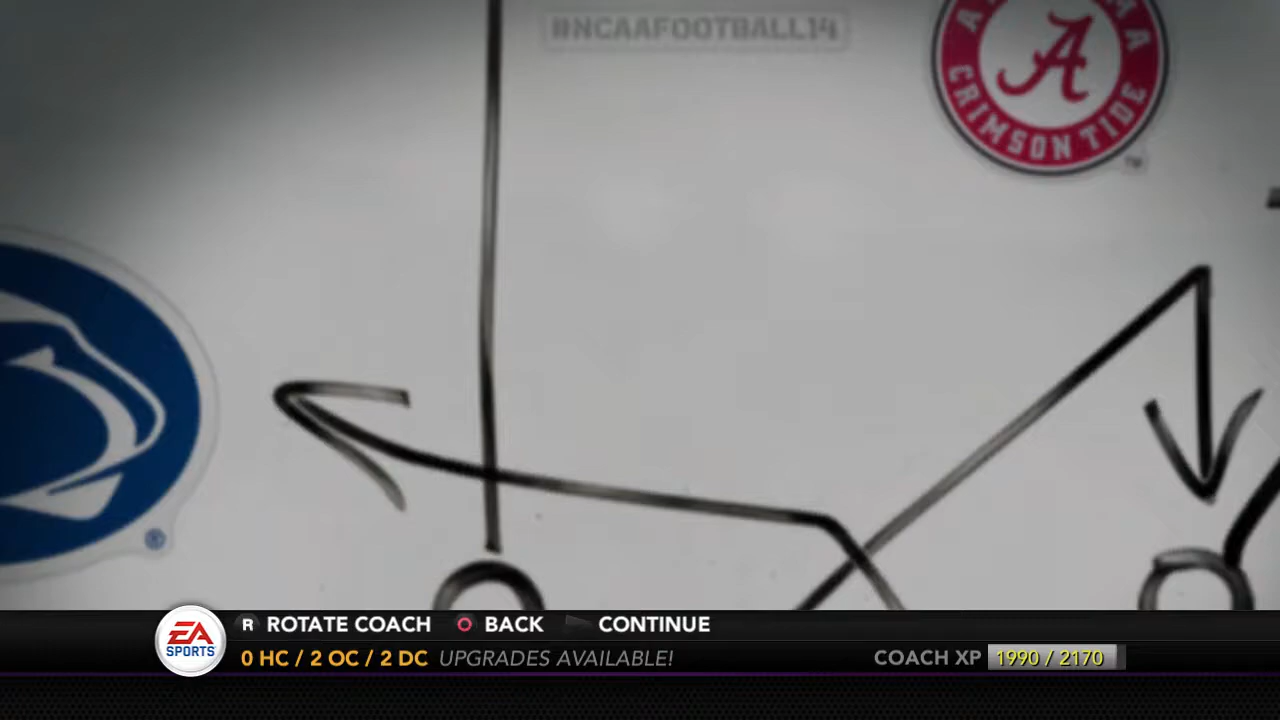 #NCAAFOOTBALL14
ALABAMA
A
CRIMSON TIDE
TM
®
R ROTATE COACH BACK CONTINUE
EA
SPORTS
0 HC / 2 OC / 2 DC UPGRADES AVAILABLE!
COACH XP 1990 / 2170